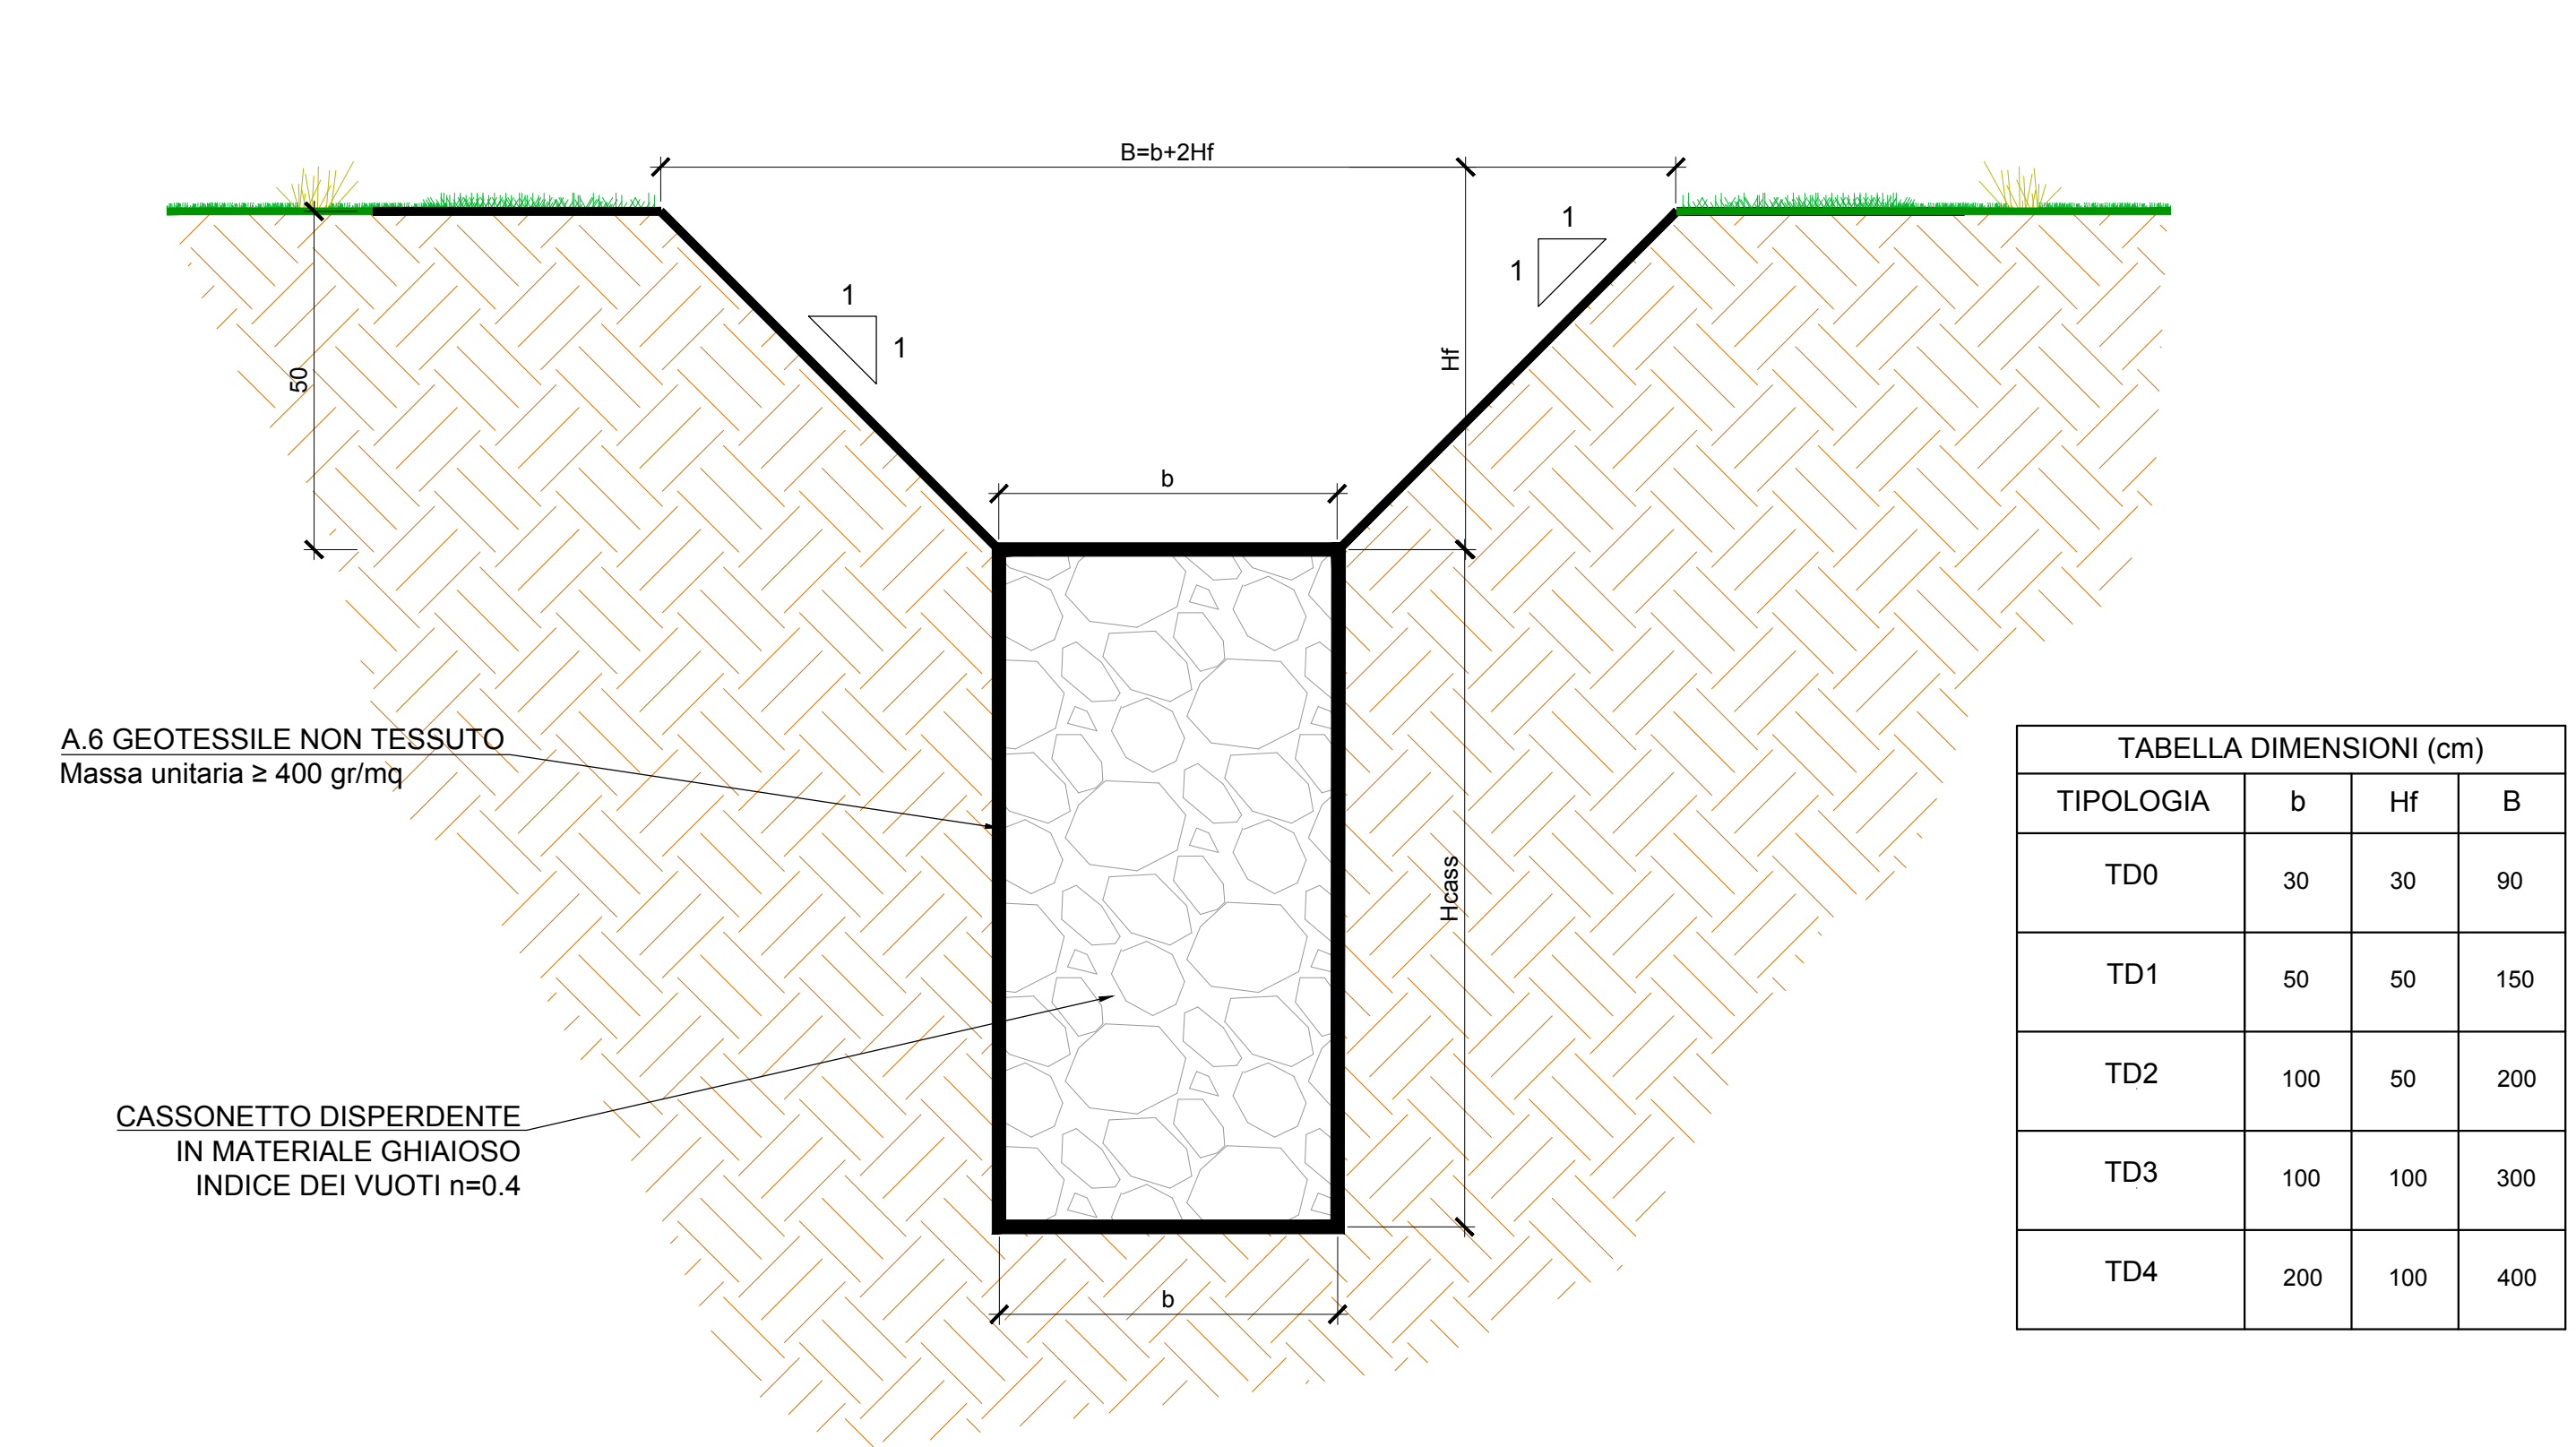 B=b+2Hf
1
1
1
1
50
Hf
b
A.6 GEOTESSILE NON TESSUTO
Massa unitaria ≥ 400 gr/mq
Hcass
CASSONETTO DISPERDENTE
IN MATERIALE GHIAIOSO
INDICE DEI VUOTI n=0.4
b
TABELLA DIMENSIONI (cm)
TIPOLOGIA b Hf B
TD0 30 30 90
TD1 50 50 150
TD2 100 50 200
TD3 100 100 300
TD4 200 100 400